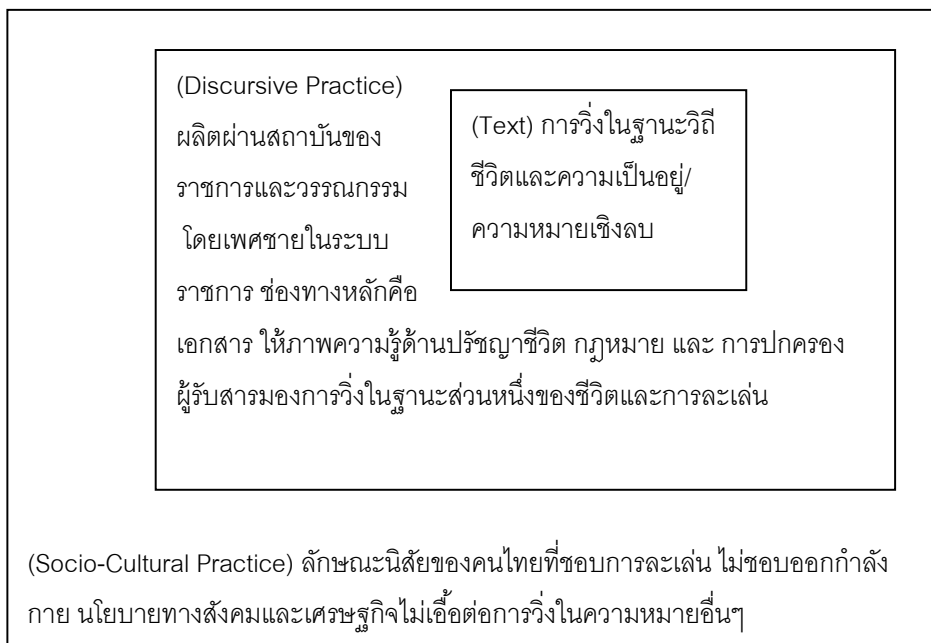 (Discursive Practice)
ผลิตผ่านสถาบันของ
ราชการและวรรณกรรม
โดยเพศชายในระบบ
ราชการ ช่องทางหลักคือ
เอกสาร ให้ภาพความรู้ด้านปรัชญาชีวิต กฎหมาย และ การปกครอง
ผู้รับสารมองการวิ่งในฐานะส่วนหนึ่งของชีวิตและการละเล่น
(Text) การวิ่งในฐานะวิถี
ชีวิตและความเป็นอยู่/
ความหมายเชิงลบ
(Socio-Cultural Practice) ลักษณะนิสัยของคนไทยที่ชอบการละเล่น ไม่ชอบออกกำลัง
กาย นโยบายทางสังคมและเศรษฐกิจไม่เอื้อต่อการวิ่งในความหมายอื่นๆ